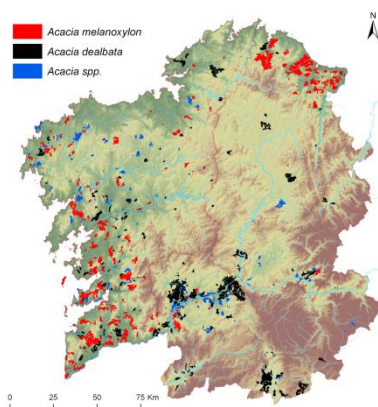 N
Acacia melanoxylon
Acacia dealbata
Acacia spp.
0 25 50 75 Km